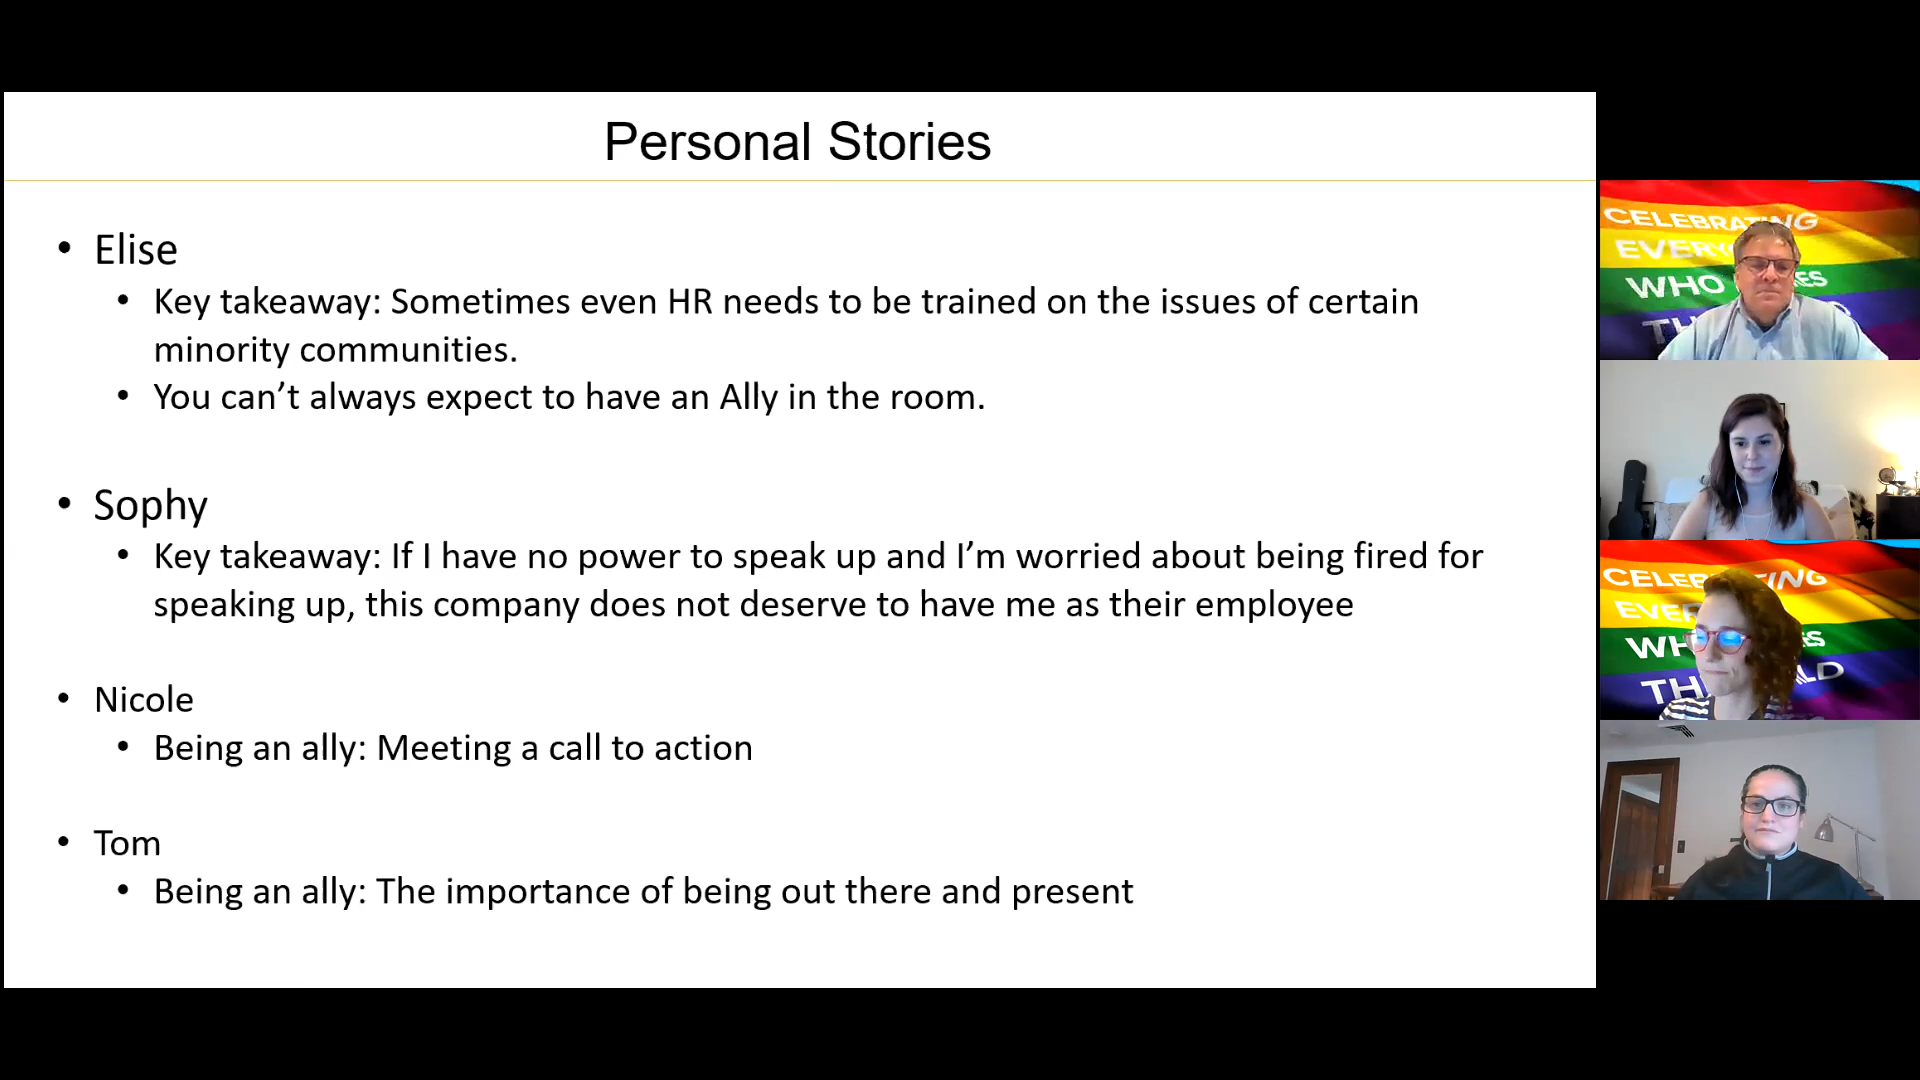 Personal Stories
• Elise
• Key takeaway: Sometimes even HR needs to be trained on the issues of certain
minority communities.
• You can’t always expect to have an Ally in the room.
• Sophy
• Key takeaway: If I have no power to speak up and I’m worried about being fired for
speaking up, this company does not deserve to have me as their employee
• Nicole
• Being an ally: Meeting a call to action
• Tom
• Being an ally: The importance of being out there and present
CELEBRATING
WHO